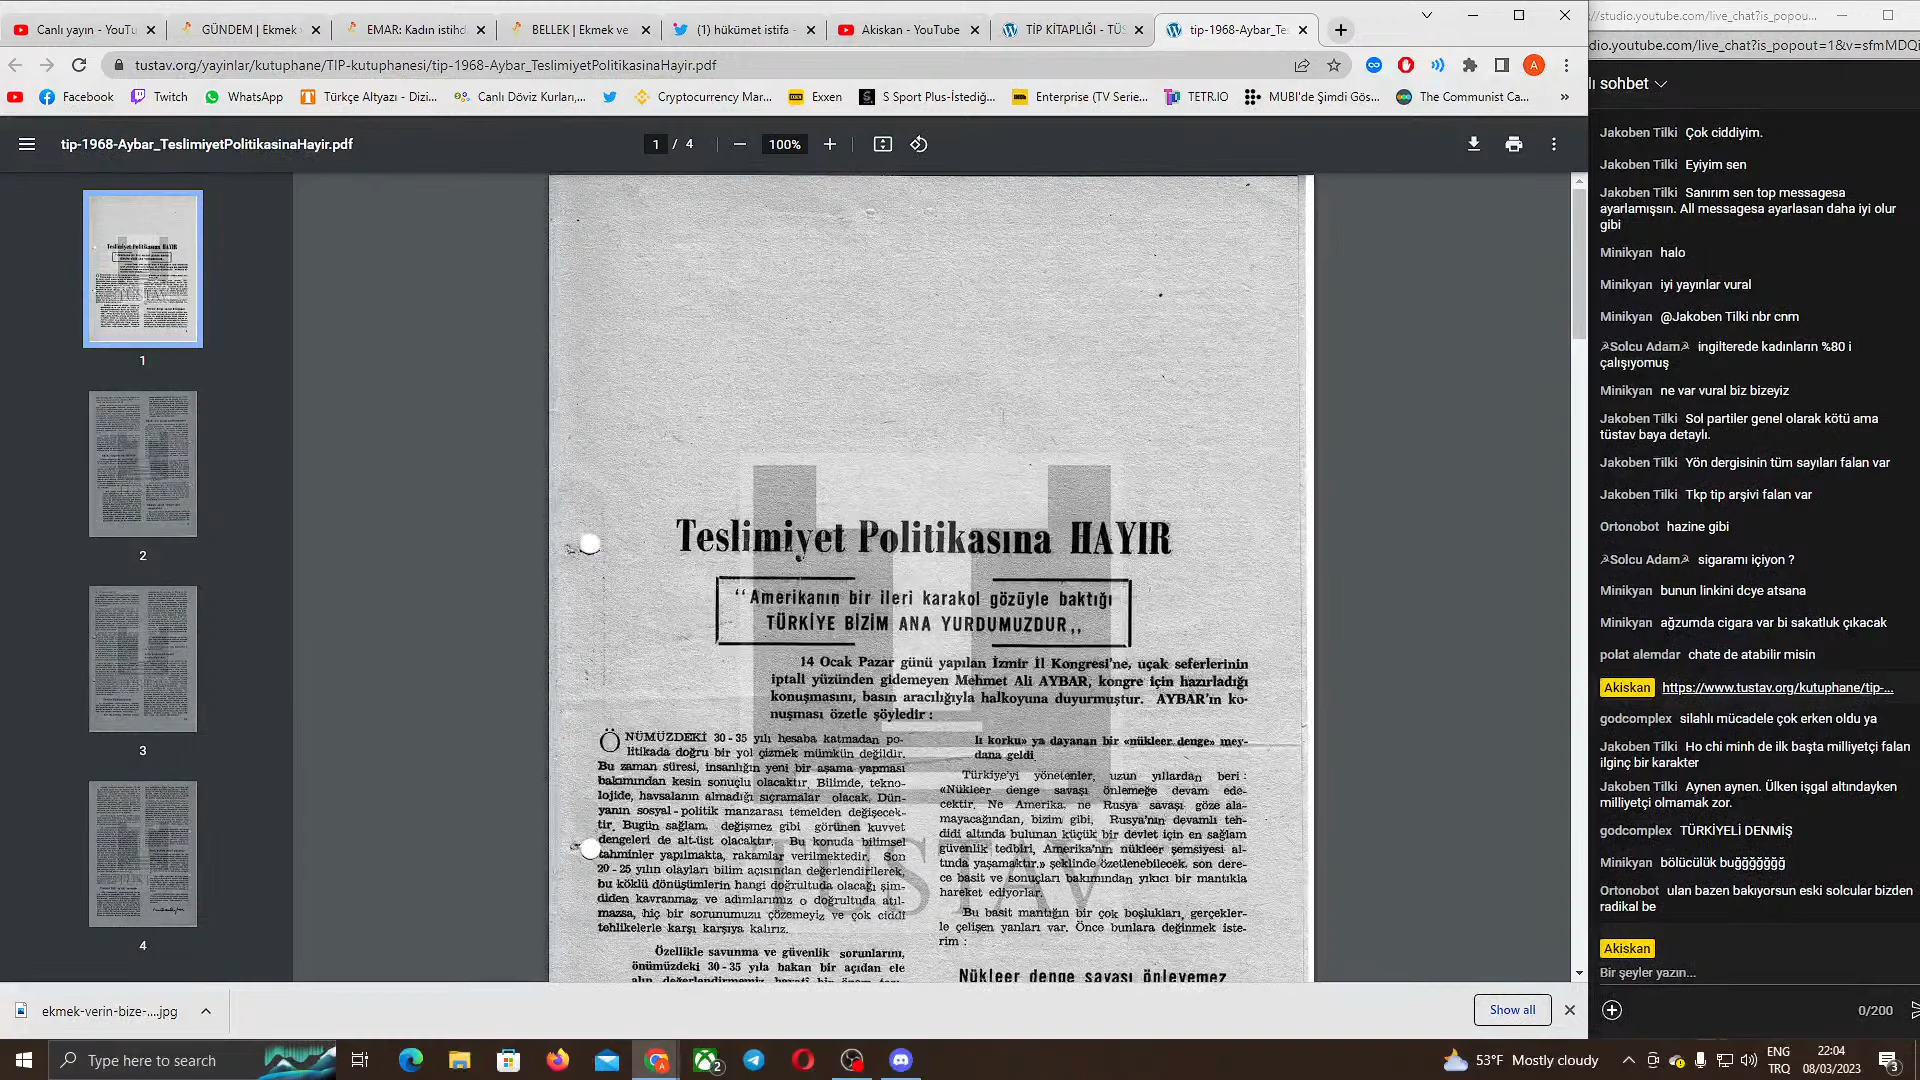 Canlı yayın - YouTu
GÜNDEM | Ekmek
EMAR: Kadın istihd
BELLEK | Ekmek ve
(1) hükümet istifa -
Akiskan - YouTube
TİP KİTAPLIĞI - TÜS
tip-1968-Aybar_Tes
//studio.youtube.com/live_chat?is_popou...
tustav.org/yayinlar/kutuphane/TIP-kutuphanesi/tip-1968-Aybar_TeslimiyetPolitikasinaHayir.pdf
A
dio.youtube.com/live_chat?is_popout=1&v=sfmMDQi
Facebook
Twitch
WhatsApp
Türkçe Altyazı - Dizi...
Canlı Döviz Kurları,...
Cryptocurrency Mar...
Exxen
S Sport Plus-İstediğ...
Enterprise (TV Serie...
TETR.IO
MUBI'de Şimdi Gös...
The Communist Ca...
»
tip-1968-Aybar_TeslimiyetPolitikasinaHayir.pdf
1 / 4
100%
1
2
3
4
Teslimiyet Politikasına HAYIR
“Amerikanın bir ileri karakol gözüyle baktığı
TÜRKİYE BİZİM ANA YURDUMUZDUR„
14 Ocak Pazar günü yapılan İzmir İl Kongresi'ne, uçak seferlerinin
iptali yüzünden gidemeyen Mehmet Ali AYBAR, kongre için hazırladığı
konuşmasını, basın aracılığıyla halkoyuna duyurmuştur. AYBAR'ın ko-
nuşması özetle şöyledir :
ÖNÜMÜZDEKİ 30 - 35 yılı hesaba katmadan po-
litikada doğru bir yol çizmek mümkün değildir.
Bu zaman süresi, insanlığın yeni bir aşama yapması
bakımından kesin sonuçlu olacaktır. Bilimde, tekno-
lojide, havsalanın almadığı sıçramalar olacak. Dün-
yanın sosyal - politik manzarası temelden değişecek-
tir. Bugün sağlam, değişmez gibi görünen kuvvet
dengeleri de alt-üst olacaktır. Bu konuda bilimsel
tahminler yapılmakta, rakamlar verilmektedir. Son
20 - 25 yılın olayları bilim açısından değerlendirilerek,
bu köklü dönüşümlerin hangi doğrultuda olacağı şim-
diden kavranmaz ve adımlarımız o doğrultuda atıl-
mazsa, hiç bir sorunumuzu çözemeyiz ve çok ciddi
tehlikelerle karşı karşıya kalırız.
Özellikle savunma ve güvenlik sorunlarını,
önümüzdeki 30 - 35 yıla bakan bir açıdan ele
lı korku» ya dayanan bir «nükleer denge» mey-
dana geldi.
Türkiye'yi yönetenler, uzun yıllardan beri :
«Nükleer denge savaşı önlemeğe devam ede-
cektir. Ne Amerika, ne Rusya savaşı göze ala-
mayacağından, bizim gibi, Rusya'nın devamlı teh-
didi altında bulunan küçük bir devlet için en sağlam
güvenlik tedbiri, Amerika'nın nükleer şemsiyesi al-
tında yaşamaktır.» şeklinde özetlenebilecek, son dere-
ce basit ve sonuçları bakımından yıkıcı bir mantıkla
hareket ediyorlar.
Bu basit mantığın bir çok boşlukları, gerçekler-
le çelişen yanları var. Önce bunlara değinmek iste-
rim :
Nükleer denge savaşı önleyemez
TÜSTAV
lı sohbet
Jakoben Tilki Çok ciddiyim.
Jakoben Tilki Eyiyim sen
Jakoben Tilki Sanırım sen top messagesa
ayarlamışsın. All messagesa ayarlasan daha iyi olur
gibi
Minikyan halo
Minikyan iyi yayınlar vural
Minikyan @Jakoben Tilki nbr cnm
☭Solcu Adam☭ ingilterede kadınların %80 i
çalışıyomuş
Minikyan ne var vural biz bizeyiz
Jakoben Tilki Sol partiler genel olarak kötü ama
tüstav baya detaylı.
Jakoben Tilki Yön dergisinin tüm sayıları falan var
Jakoben Tilki Tkp tip arşivi falan var
Ortonobot hazine gibi
☭Solcu Adam☭ sigaramı içiyon ?
Minikyan bunun linkini dcye atsana
Minikyan ağzumda cigara var bi sakatluk çıkacak
polat alemdar chate de atabilir misin
Akiskan https://www.tustav.org/kutuphane/tip-...
godcomplex silahlı mücadele çok erken oldu ya
Jakoben Tilki Ho chi minh de ilk başta milliyetçi falan
ilginç bir karakter
Jakoben Tilki Aynen aynen. Ülken işgal altındayken
milliyetçi olmamak zor.
godcomplex TÜRKİYELİ DENMİŞ
Minikyan bölücülük buğğğğğğğ
Ortonobot ulan bazen bakıyorsun eski solcular bizden
radikal be
Akiskan
Bir şeyler yazın...
0/200
ekmek-verin-bize-....jpg
Show all
Type here to search
2
53°F Mostly cloudy
ENG
TRQ
22:04
08/03/2023
3